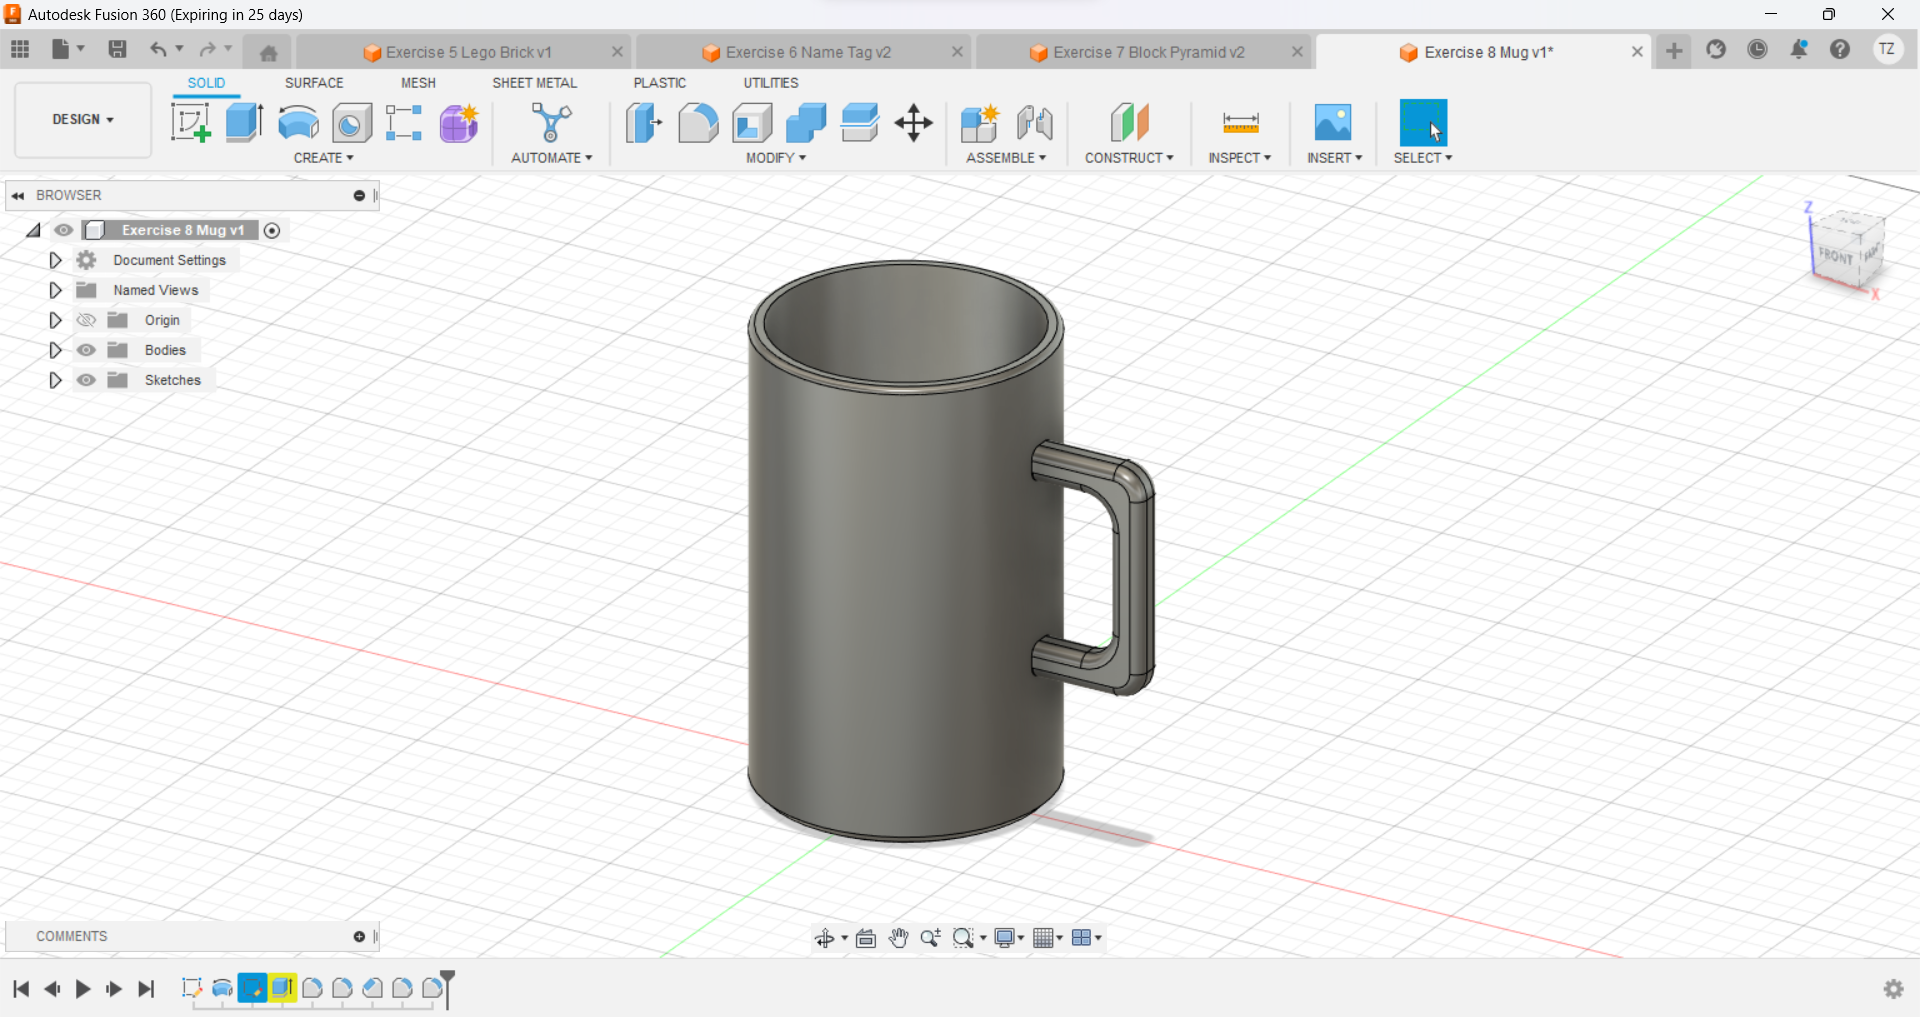 Autodesk Fusion 360 (Expiring in 25 days)
Exercise 5 Lego Brick v1
Exercise 6 Name Tag v2
Exercise 7 Block Pyramid v2
Exercise 8 Mug v1*
TZ
SOLID
SURFACE
MESH
SHEET METAL
PLASTIC
UTILITIES
DESIGN
CREATE
AUTOMATE
MODIFY
ASSEMBLE
CONSTRUCT
INSPECT
INSERT
SELECT
BROWSER
Exercise 8 Mug v1
Document Settings
Named Views
Origin
Bodies
Sketches
Z
FRONT
X
COMMENTS